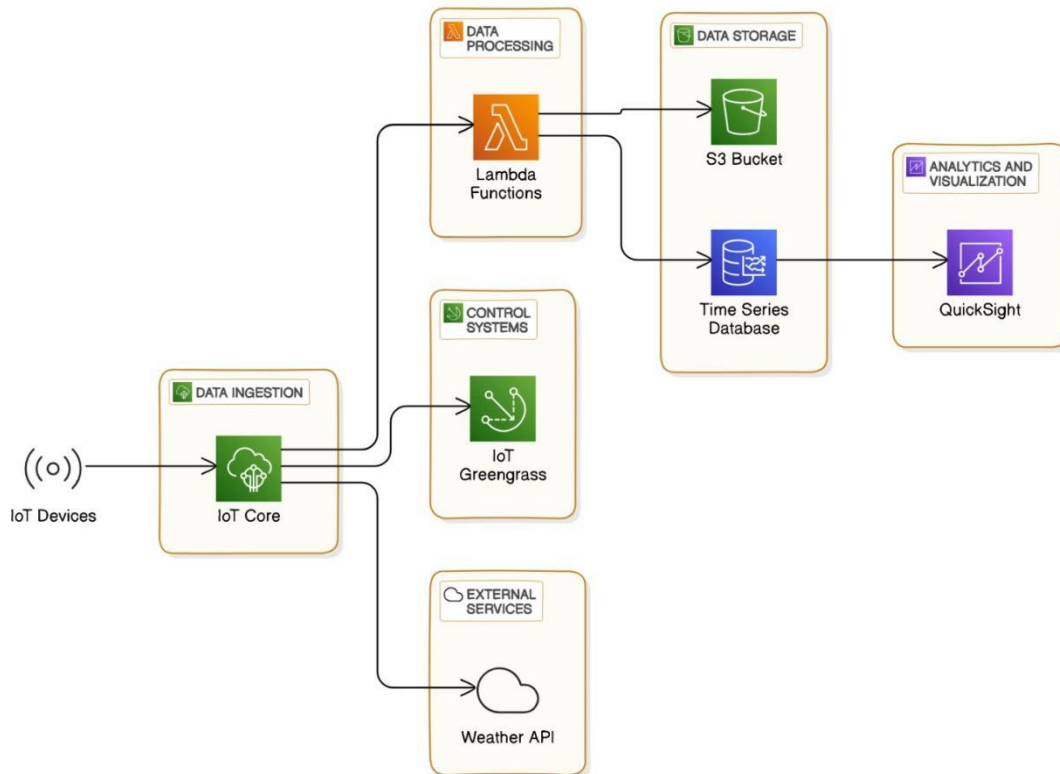 DATA
PROCESSING
Lambda
Functions
DATA STORAGE
S3 Bucket
Time Series
Database
ANALYTICS AND
VISUALIZATION
QuickSight
CONTROL
SYSTEMS
IoT
Greengrass
DATA INGESTION
IoT Core
IoT Devices
EXTERNAL
SERVICES
Weather API